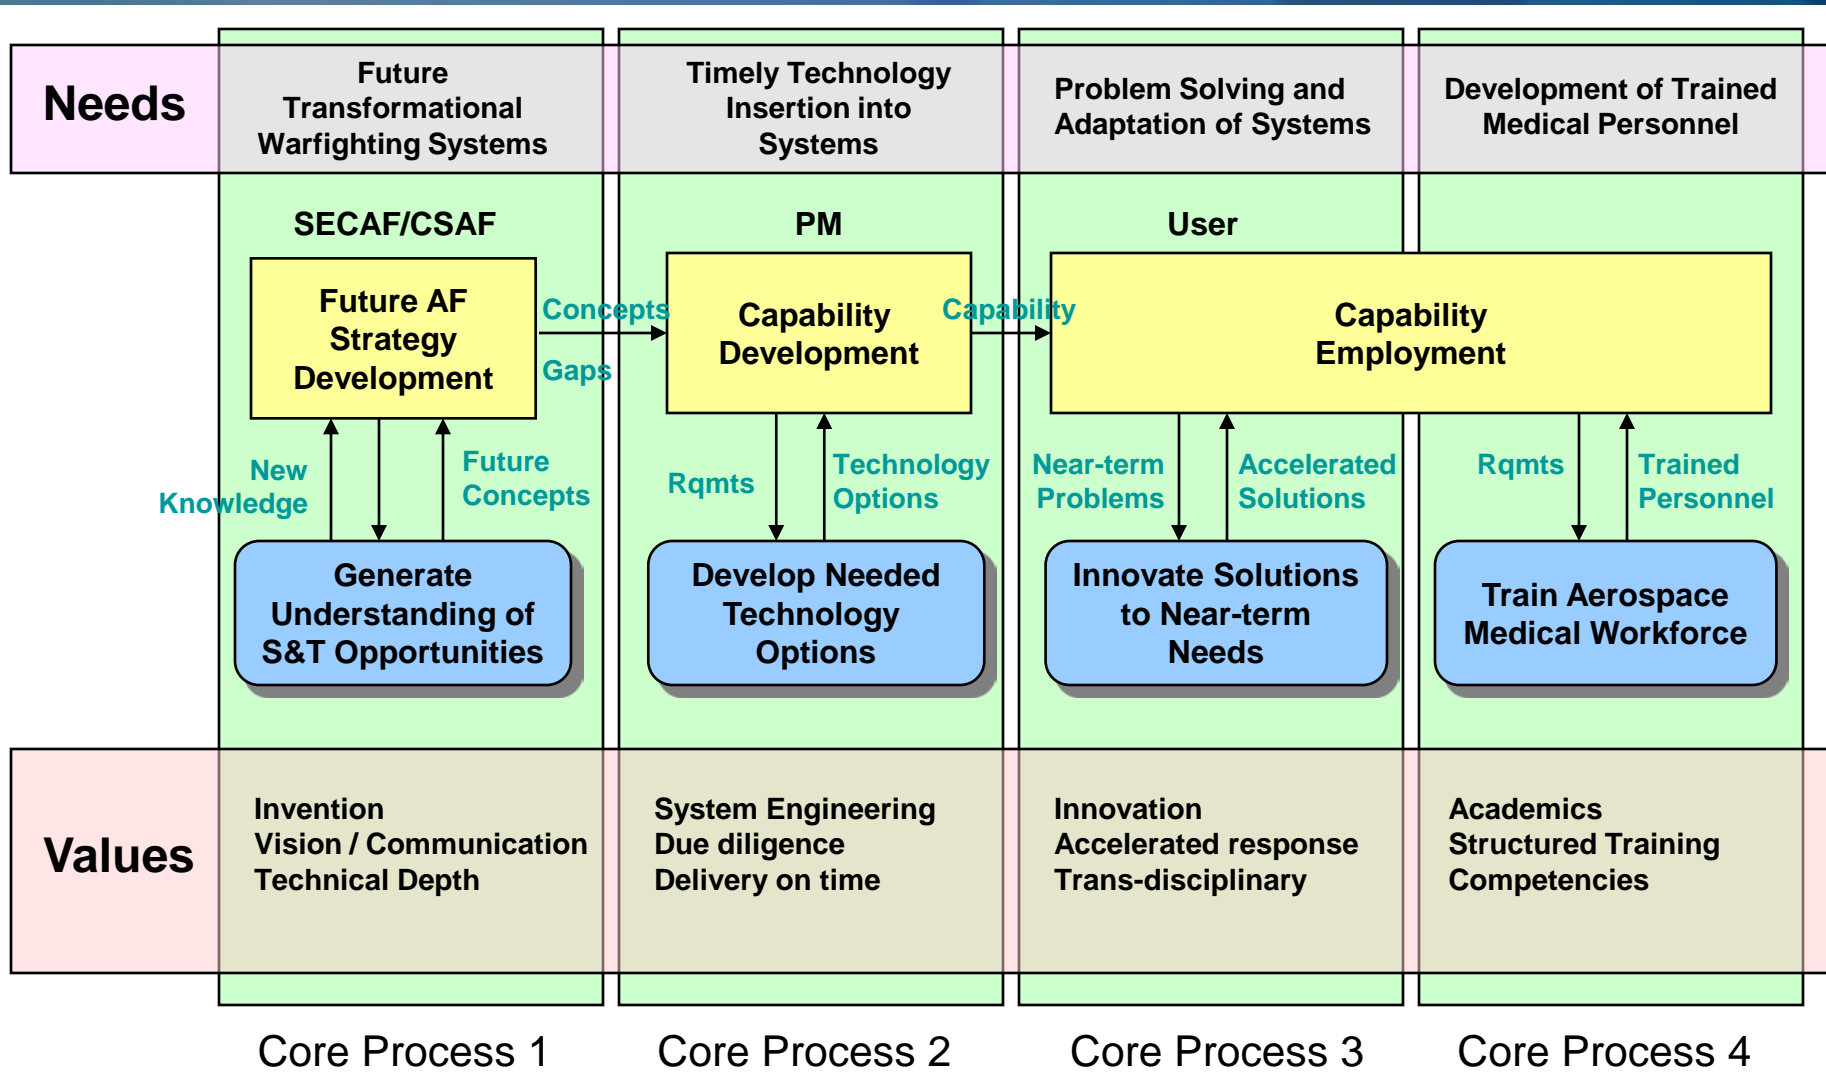 Needs
Future
Transformational
Warfighting Systems
Timely Technology
Insertion into
Systems
Problem Solving and
Adaptation of Systems
Development of Trained
Medical Personnel
SECAF/CSAF
PM
User
Future AF
Strategy
Development
Concepts
Gaps
Capability
Development
Capability
Capability
Employment
New
Knowledge
Future
Concepts
Rqmts
Technology
Options
Near-term
Problems
Accelerated
Solutions
Rqmts
Trained
Personnel
Generate
Understanding of
S&T Opportunities
Develop Needed
Technology
Options
Innovate Solutions
to Near-term
Needs
Train Aerospace
Medical Workforce
Values
Invention
Vision / Communication
Technical Depth
System Engineering
Due diligence
Delivery on time
Innovation
Accelerated response
Trans-disciplinary
Academics
Structured Training
Competencies
Core Process 1
Core Process 2
Core Process 3
Core Process 4